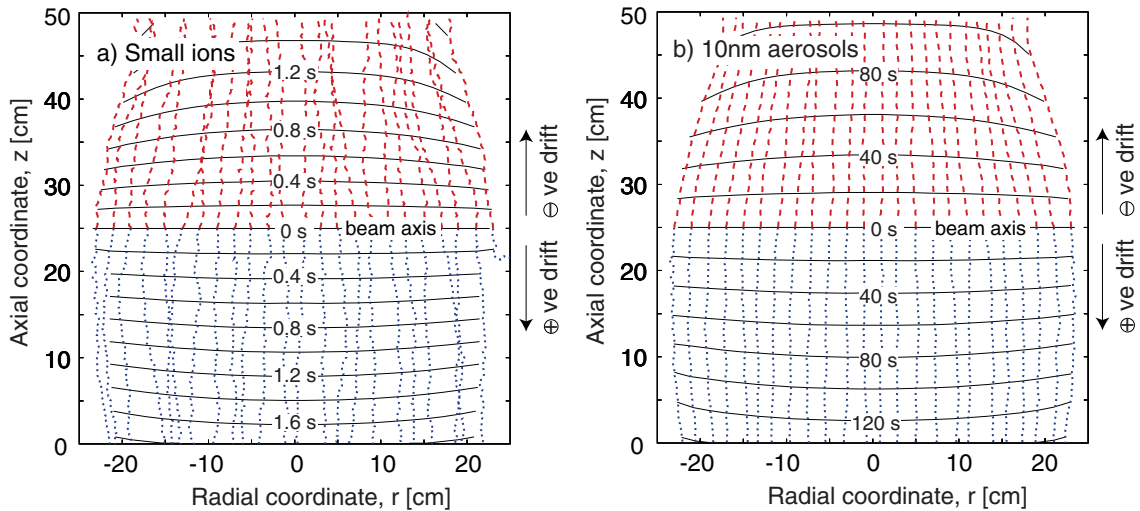 a) Small ions
50
40
30
20
10
0
Axial coordinate, z [cm]
1.2 s
0.8 s
0.4 s
0 s
beam axis
0.4 s
0.8 s
1.2 s
1.6 s
-20
-10
0
10
20
Radial coordinate, r [cm]
⊖ ve drift
⊕ ve drift
b) 10nm aerosols
50
40
30
20
10
0
Axial coordinate, z [cm]
80 s
40 s
0 s
beam axis
40 s
80 s
120 s
-20
-10
0
10
20
Radial coordinate, r [cm]
⊖ ve drift
⊕ ve drift